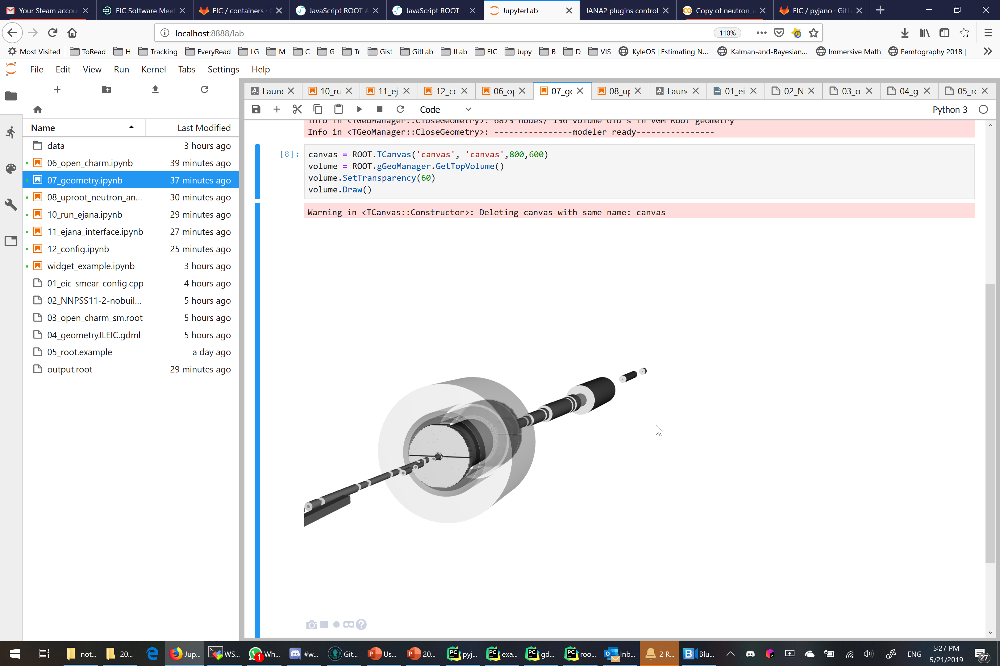 Your Steam accou
EIC Software Meet
EIC / containers ·
JavaScript ROOT A
JavaScript ROOT
JupyterLab
JANA2 plugins control
Copy of neutron_a
EIC / pyjano · GitLa
localhost:8888/lab
110%
Most Visited
ToRead
H
Tracking
EveryRead
LG
M
C
G
Tr
Gist
GitLab
JLab
EIC
Jupy
B
D
VIS
KyleOS | Estimating N...
Kalman-and-Bayesian...
Immersive Math
Femtography 2018 |
File Edit View Run Kernel Tabs Settings Help
Name Last Modified
data 3 hours ago
06_open_charm.ipynb 39 minutes ago
07_geometry.ipynb 37 minutes ago
08_uproot_neutron_an... 30 minutes ago
10_run_ejana.ipynb 29 minutes ago
11_ejana_interface.ipynb 27 minutes ago
12_config.ipynb 25 minutes ago
widget_example.ipynb 3 hours ago
01_eic-smear-config.cpp 4 hours ago
02_NNPSS11-2-nobuil... 5 hours ago
03_open_charm_sm.root 5 hours ago
04_geometryJLEIC.gdml 5 hours ago
05_root.example a day ago
output.root 29 minutes ago
Laun
10_ru
11_ej
12_cc
06_op
07_ge
08_up
Laun
01_ei
02_N
03_o
04_g
05_rc
Code
Python 3
Info in <TGeoManager::CloseGeometry>: 6873 nodes/ 156 volume UID's in VGM Root geometry
Info in <TGeoManager::CloseGeometry>: ----------------modeler ready----------------
[8]: canvas = ROOT.TCanvas('canvas', 'canvas',800,600)
volume = ROOT.gGeoManager.GetTopVolume()
volume.SetTransparency(60)
volume.Draw()
Warning in <TCanvas::Constructor>: Deleting canvas with same name: canvas
not...
20...
Jup...
WS...
1
Wh...
#w...
Git...
Us...
20...
pyj...
exa...
gd...
roo...
Inb...
2 R...
Blu...
ENG
5:27 PM
5/21/2019
27